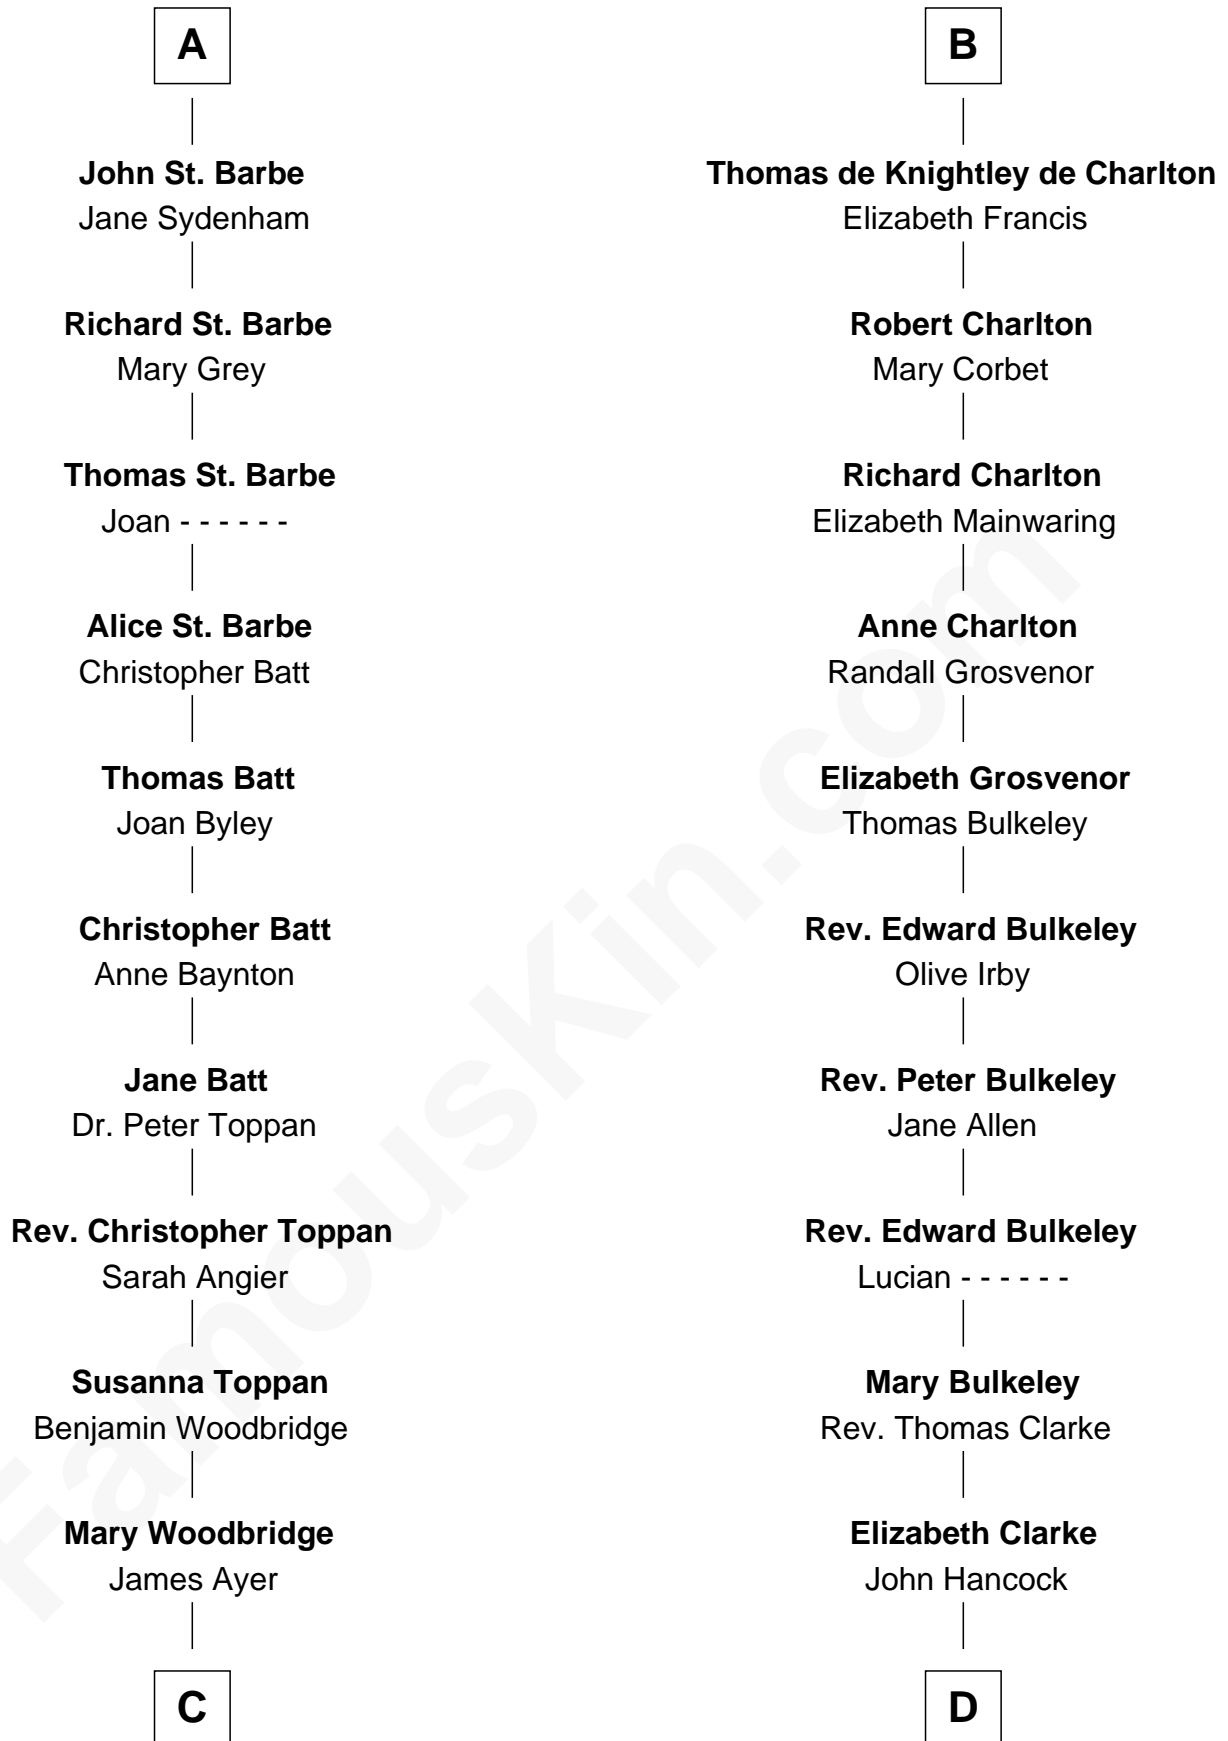 A
John St. Barbe
Jane Sydenham
Richard St. Barbe
Mary Grey
Thomas St. Barbe
Joan - - - - - -
Alice St. Barbe
Christopher Batt
Thomas Batt
Joan Byley
Christopher Batt
Anne Baynton
Jane Batt
Dr. Peter Toppan
Rev. Christopher Toppan
Sarah Angier
Susanna Toppan
Benjamin Woodbridge
Mary Woodbridge
James Ayer
C
B
Thomas de Knightley de Charlton
Elizabeth Francis
Robert Charlton
Mary Corbet
Richard Charlton
Elizabeth Mainwaring
Anne Charlton
Randall Grosvenor
Elizabeth Grosvenor
Thomas Bulkeley
Rev. Edward Bulkeley
Olive Irby
Rev. Peter Bulkeley
Jane Allen
Rev. Edward Bulkeley
Lucian - - - - - -
Mary Bulkeley
Rev. Thomas Clarke
Elizabeth Clarke
John Hancock
D
FamousKin.com